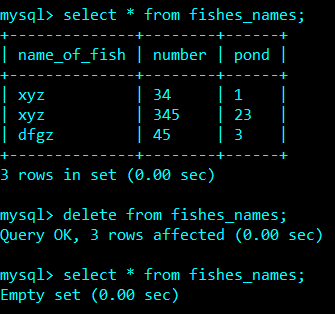 mysql> select * from fishes_names;
+--------------+--------+------+
| name_of_fish | number | pond |
+--------------+--------+------+
| xyz          | 34     | 1    |
| xyz          | 345    | 23   |
| dfgz         | 45     | 3    |
+--------------+--------+------+
3 rows in set (0.00 sec)
mysql> delete from fishes_names;
Query OK, 3 rows affected (0.00 sec)
mysql> select * from fishes_names;
Empty set (0.00 sec)